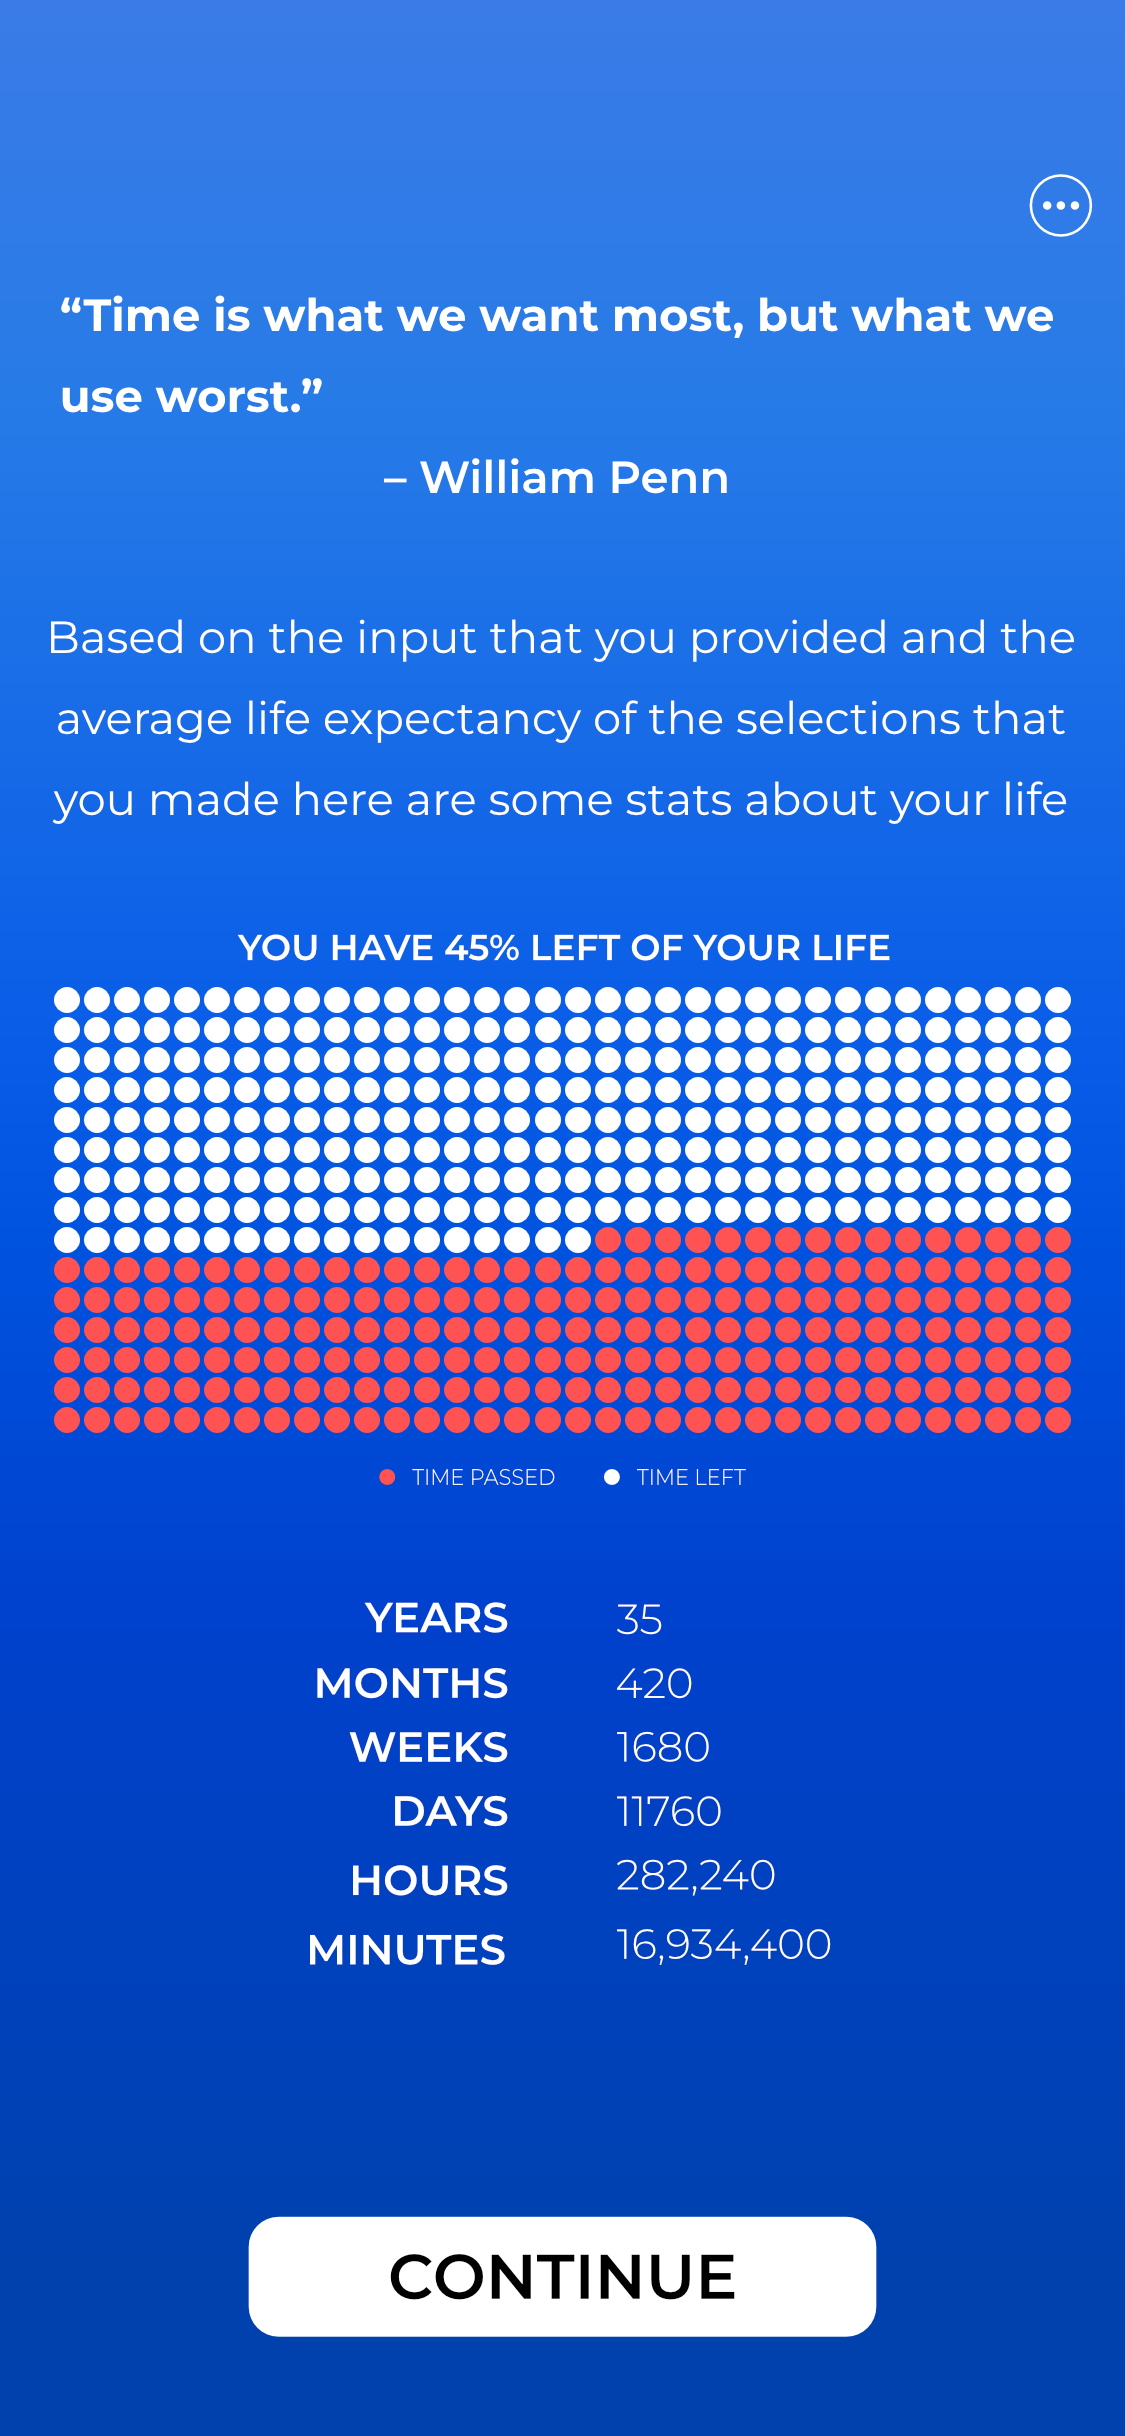 “Time is what we want most, but what we
use worst.”
– William Penn
Based on the input that you provided and the
average life expectancy of the selections that
you made here are some stats about your life
YOU HAVE 45% LEFT OF YOUR LIFE
TIME PASSED TIME LEFT
YEARS 35
MONTHS 420
WEEKS 1680
DAYS 11760
HOURS 282,240
MINUTES 16,934,400
CONTINUE